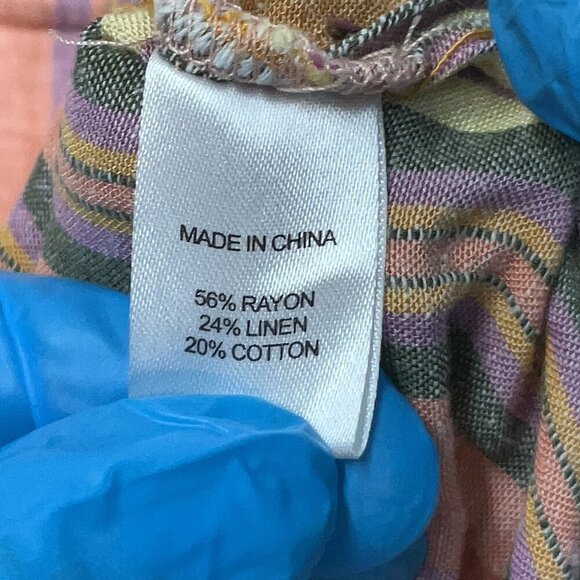 MADE IN CHINA
56% RAYON
24% LINEN
20% COTTON